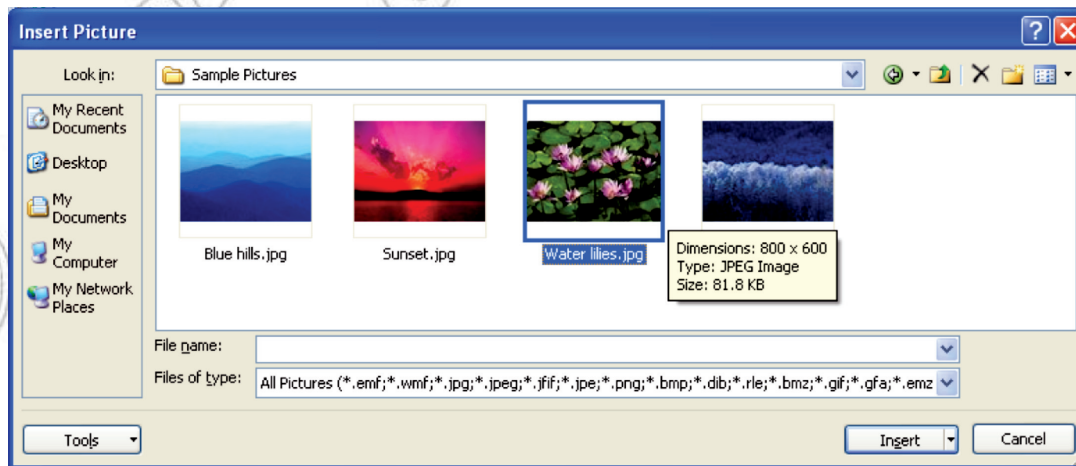 Insert Picture
Look in:
Sample Pictures
My Recent
Documents
Desktop
My
Documents
My
Computer
My Network
Places
Blue hills.jpg
Sunset.jpg
Water lilies.jpg
Dimensions: 800 x 600
Type: JPEG Image
Size: 81.8 KB
File name:
Files of type:
All Pictures (*.emf;*.wmf;*.jpg;*.jpeg;*.jfif;*.jpe;*.png;*.bmp;*.dib;*.rle;*.bmz;*.gif;*.gfa;*.emz
Tools
Insert
Cancel